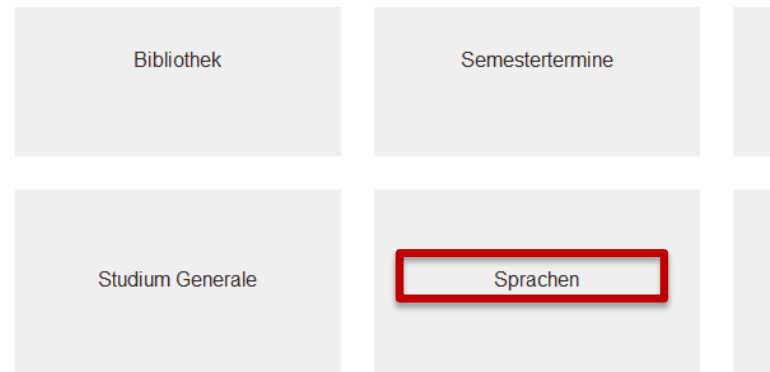 Bibliothek
Semestertermine
Studium Generale
Sprachen